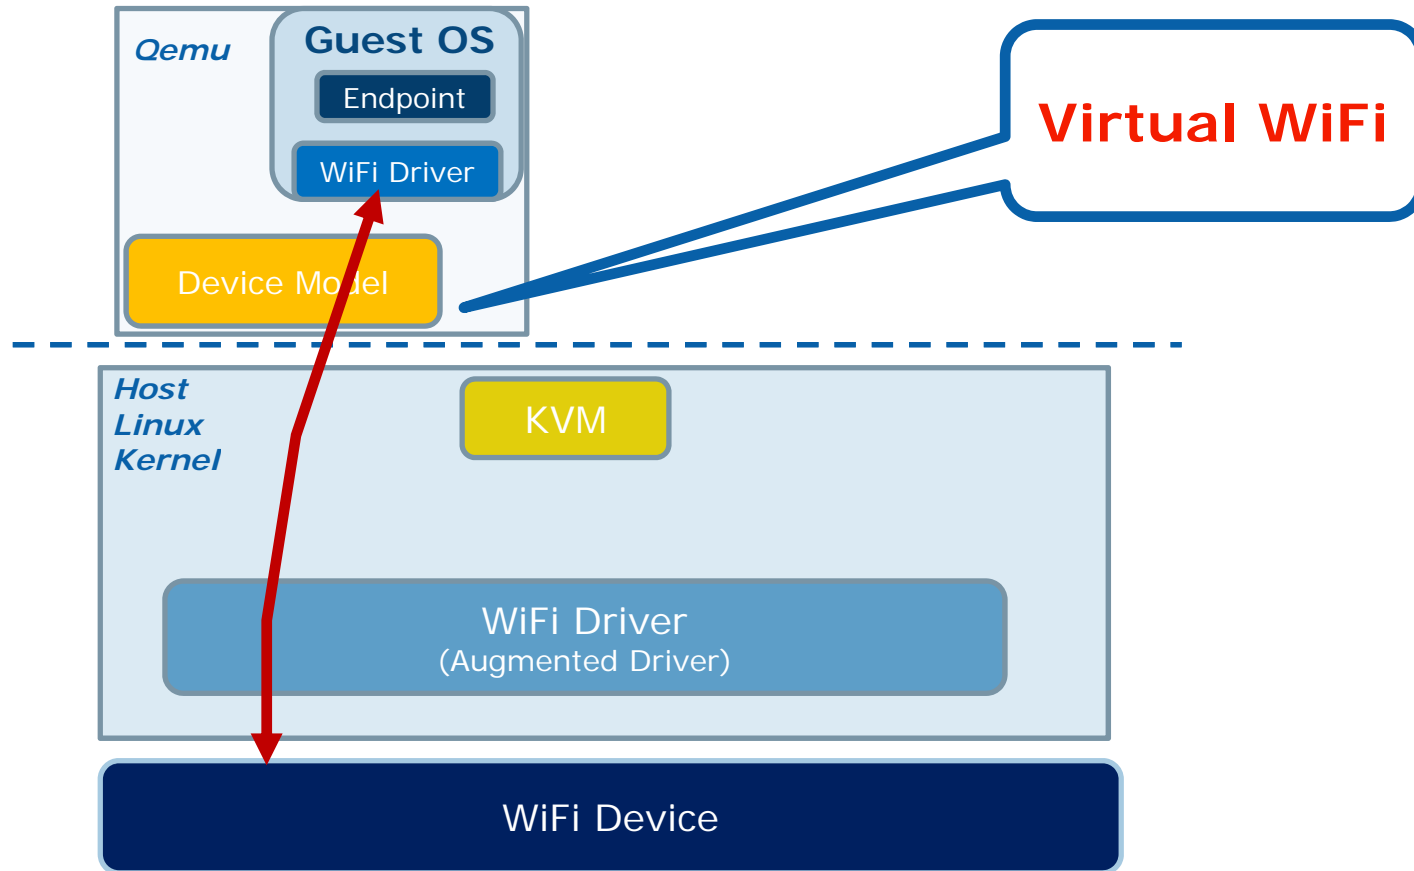 Qemu
Guest OS
Endpoint
WiFi Driver
Device Model
Virtual WiFi
Host
Linux
Kernel
KVM
WiFi Driver
(Augmented Driver)
WiFi Device